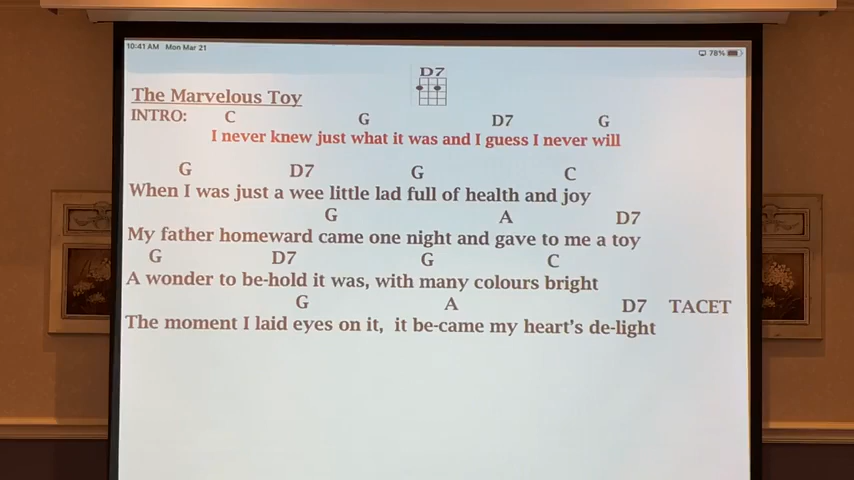 10:41 AM Mon Mar 21
78%
D7
The Marvelous Toy
INTRO: C G D7 G
I never knew just what it was and I guess I never will
G D7 G C
When I was just a wee little lad full of health and joy
G A D7
My father homeward came one night and gave to me a toy
G D7 G C
A wonder to be-hold it was, with many colours bright
G A D7 TACET
The moment I laid eyes on it, it be-came my heart's de-light